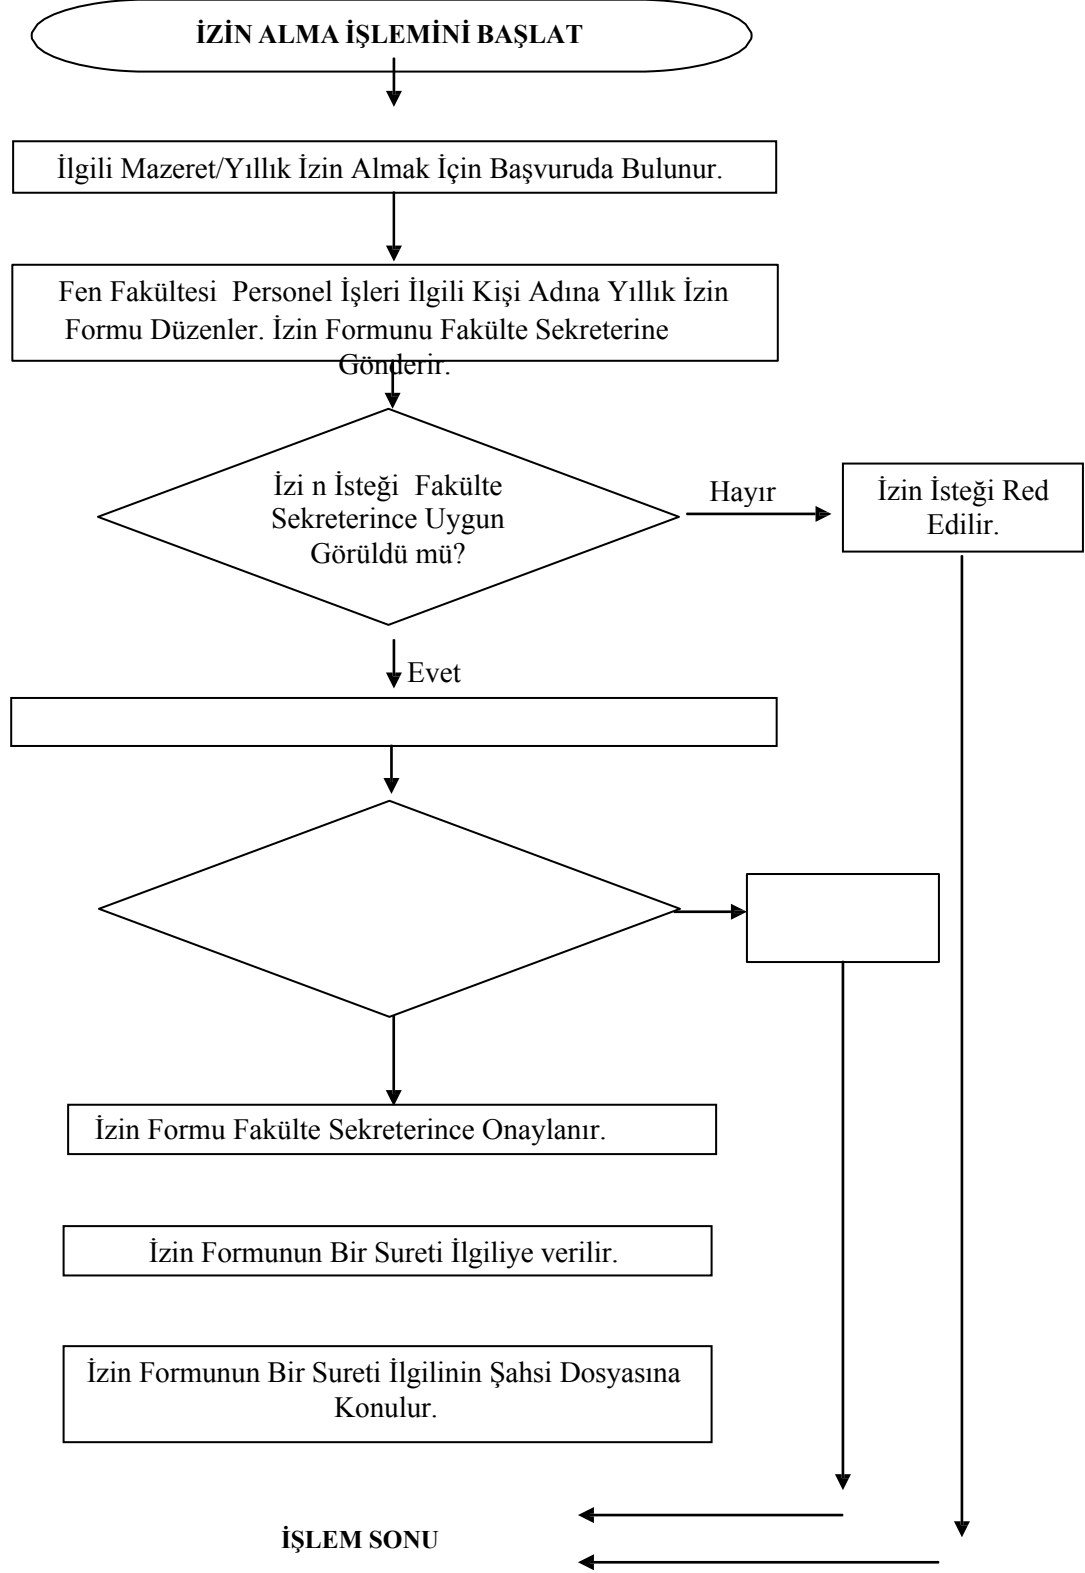 İZİN ALMA İŞLEMİNİ BAŞLAT
İlgili Mazeret/Yıllık İzin Almak İçin Başvuruda Bulunur.
Fen Fakültesi  Personel İşleri İlgili Kişi Adına Yıllık İzin
Formu Düzenler. İzin Formunu Fakülte Sekreterine
Gönderir.
İzi n İsteği  Fakülte
Sekreterince Uygun
Görüldü mü?
Hayır
İzin İsteği Red
Edilir.
Evet
İzin Formu Fakülte Sekreterince Onaylanır.
İzin Formunun Bir Sureti İlgiliye verilir.
İzin Formunun Bir Sureti İlgilinin Şahsi Dosyasına
Konulur.
İŞLEM SONU